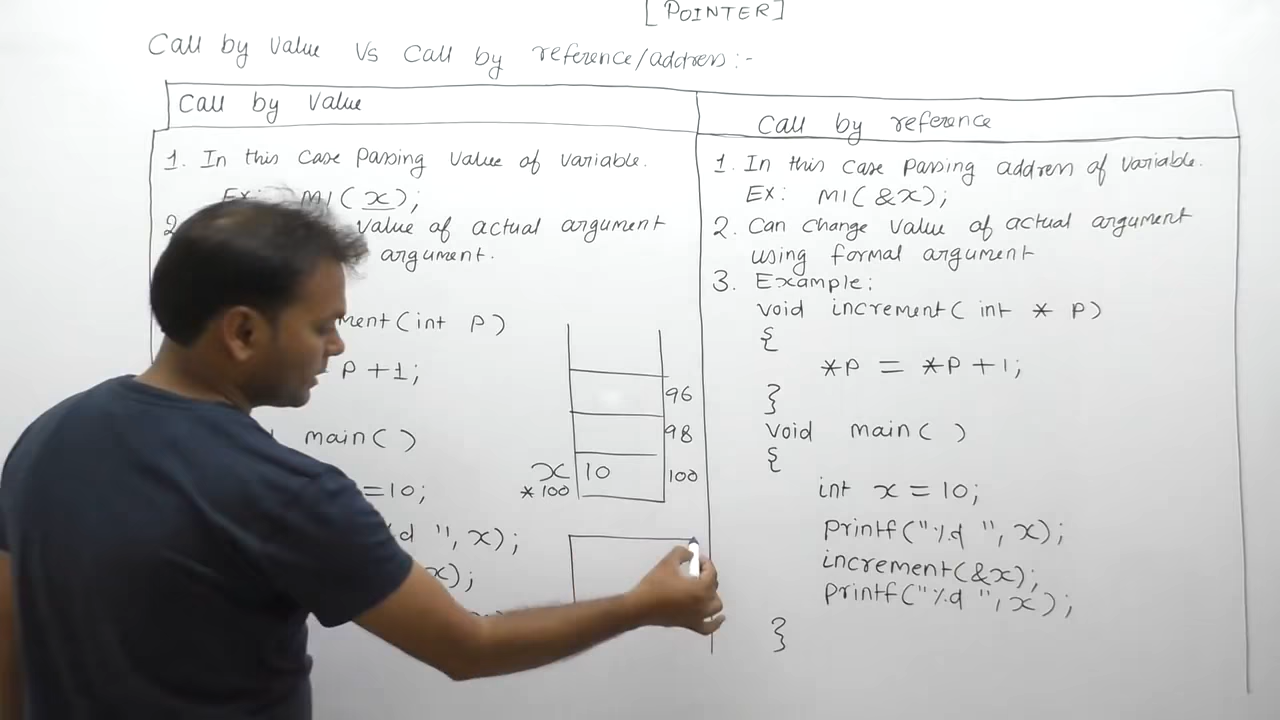 [POINTER]
Call by value Vs Call by reference/address:-
Call by value
1. In this case passing value of variable.
Ex: M1(x);
2. value of actual argument
argument.
ment(int P)
P+1;
main()
=10;
d ", x);
x);
96
98
x 10 100
*100
Call by reference
1. In this case passing address of variable.
Ex: M1(&x);
2. Can change value of actual argument
using formal argument
3. Example:
void increment(int * P)
{
*P = *P+1;
}
void main( )
{
int x = 10;
printf("%d ", x);
increment(&x);
printf("%d ", x);
}